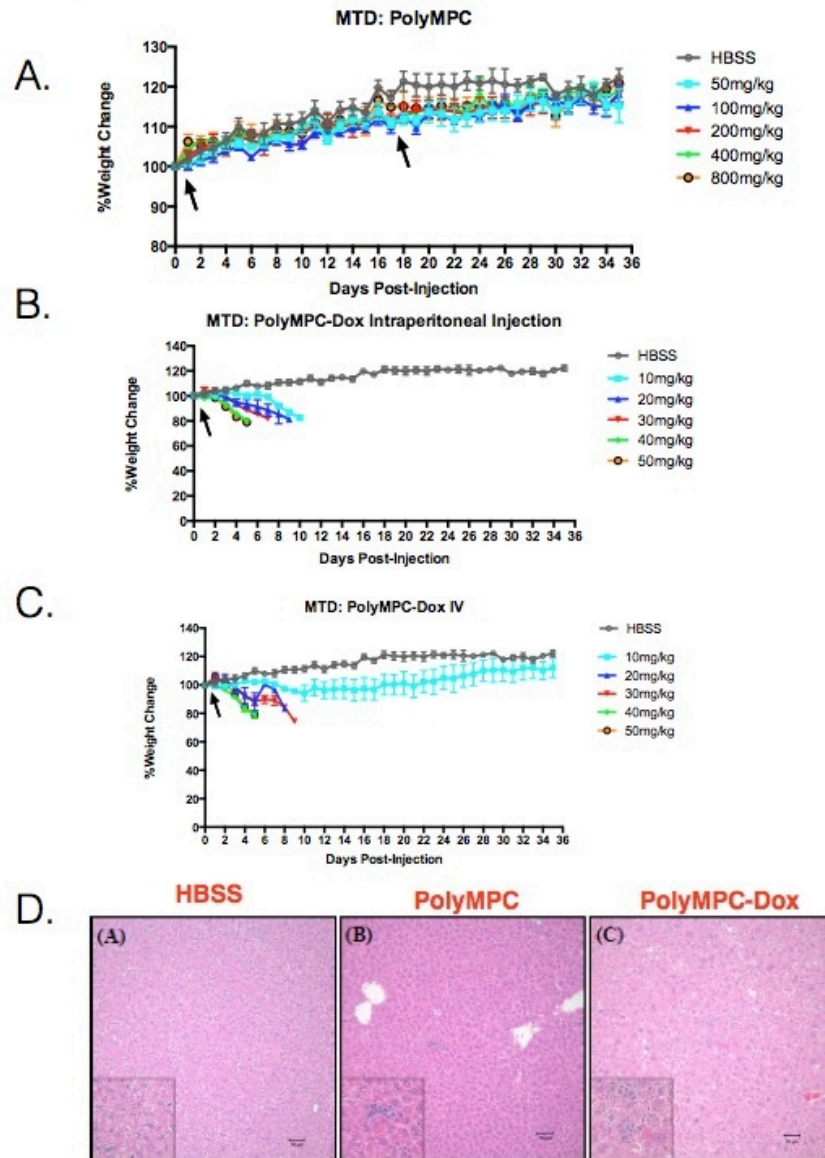 A.
MTD: PolyMPC
%Weight Change
130
120
110
100
90
80
0 2 4 6 8 10 12 14 16 18 20 22 24 26 28 30 32 34 36
Days Post-Injection
HBSS
50mg/kg
100mg/kg
200mg/kg
400mg/kg
800mg/kg
B.
MTD: PolyMPC-Dox Intraperitoneal Injection
%Weight Change
140
120
100
80
60
40
20
0
0 2 4 6 8 10 12 14 16 18 20 22 24 26 28 30 32 34 36
Days Post-Injection
HBSS
10mg/kg
20mg/kg
30mg/kg
40mg/kg
50mg/kg
C.
MTD: PolyMPC-Dox IV
%Weight Change
140
120
100
80
60
40
20
0
0 2 4 6 8 10 12 14 16 18 20 22 24 26 28 30 32 34 36
Days Post-Injection
HBSS
10mg/kg
20mg/kg
30mg/kg
40mg/kg
50mg/kg
D.
HBSS PolyMPC PolyMPC-Dox
(A) (B) (C)